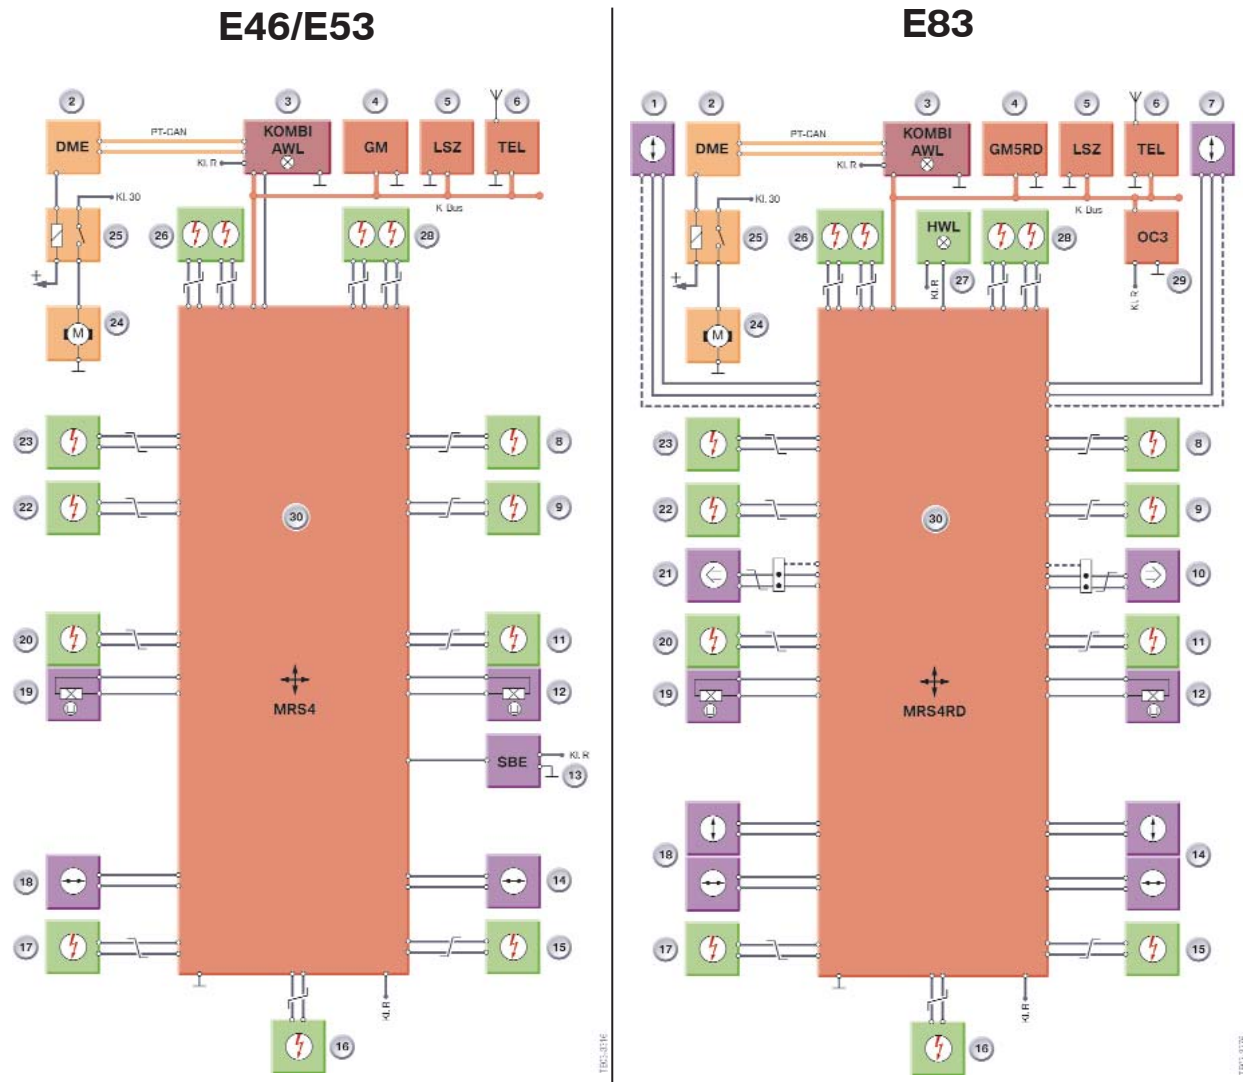 E46/E53
2
3
4
5
6
DME
PT-CAN
KOMBI
AWL
GM
LSZ
TEL
Kl. R
Kl. 30
K Bus
25
26
28
+
M
24
23
8
22
9
30
20
11
19
12
MRS4
SBE
Kl. R
13
18
14
17
15
Kl. R
16
E83
1
2
3
4
5
6
7
DME
PT-CAN
KOMBI
AWL
GM5RD
LSZ
TEL
Kl. R
Kl. 30
K Bus
25
26
HWL
28
OC3
Kl. R
27
Kl. R
29
+
M
24
23
8
22
9
30
21
10
20
11
19
12
MRS4RD
18
14
17
15
Kl. R
16